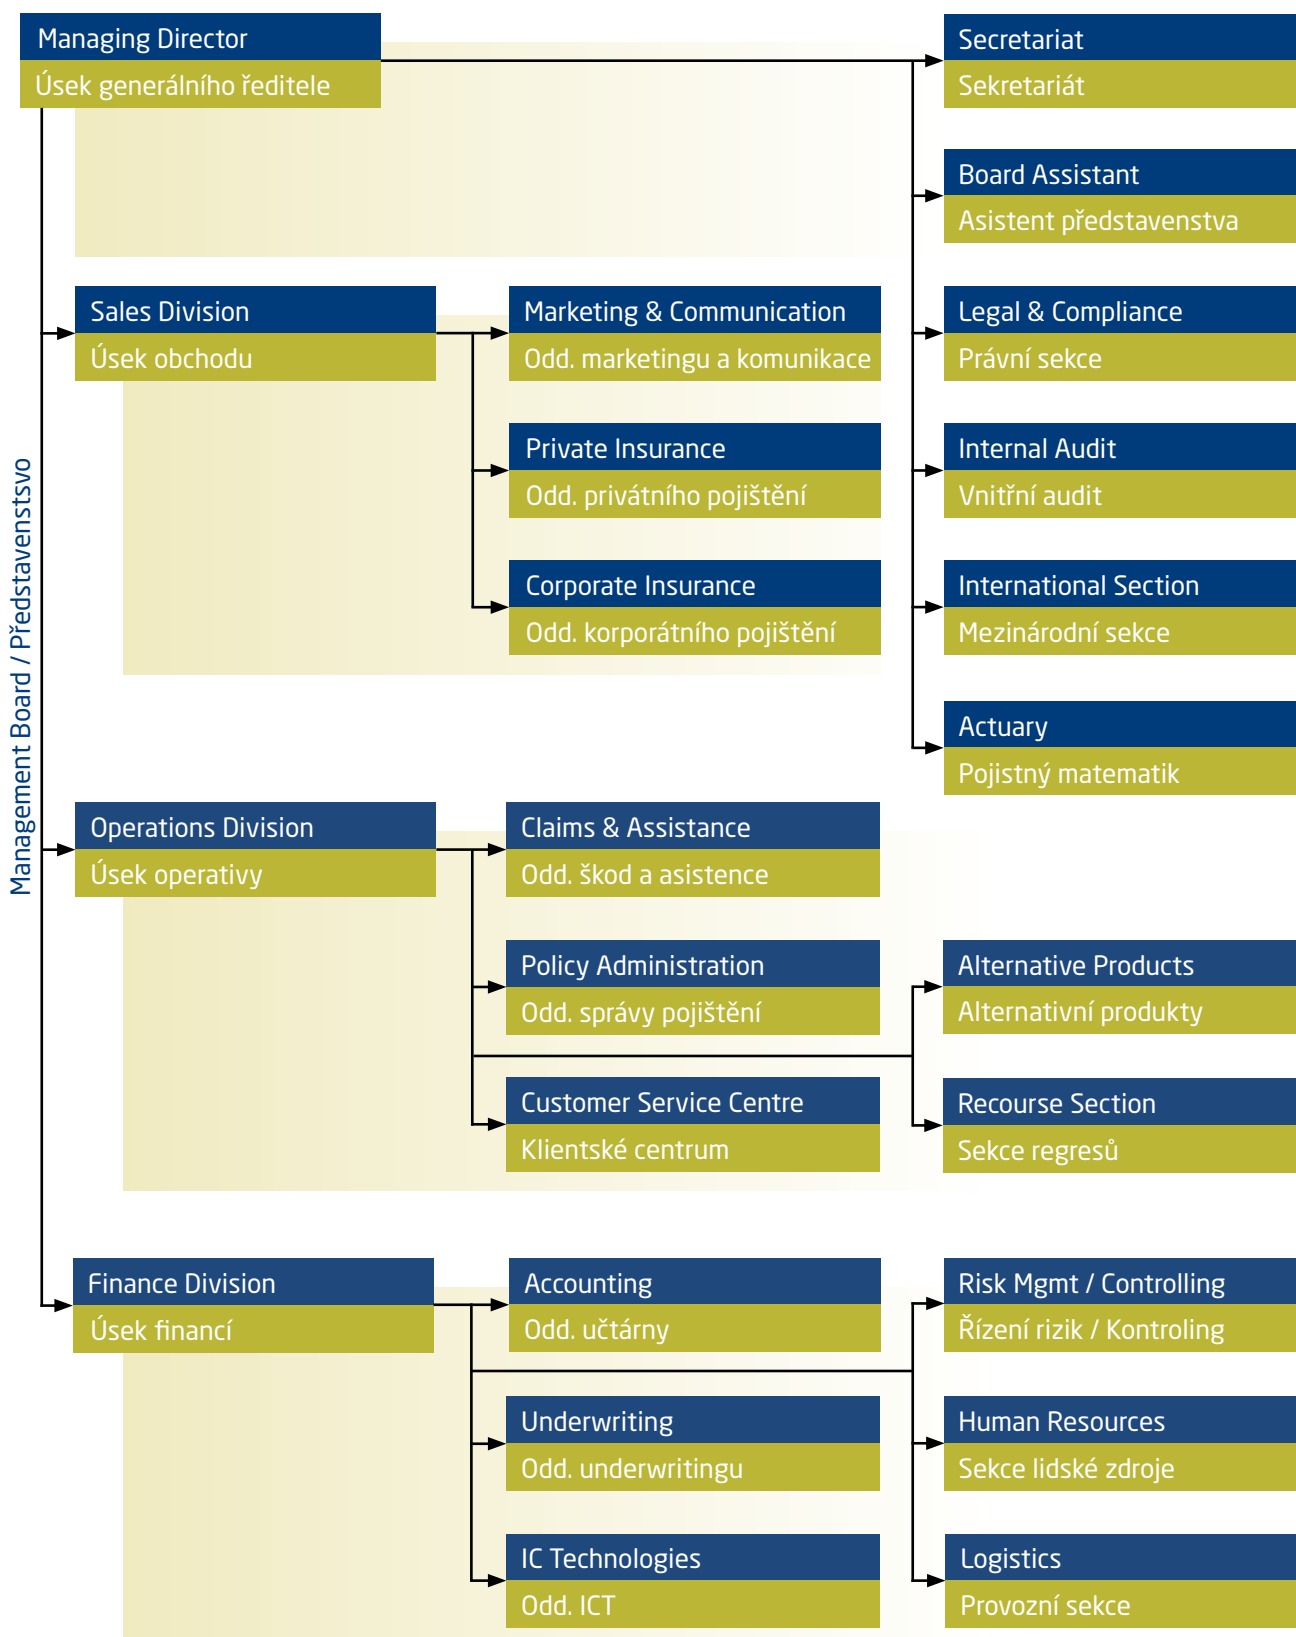 Managing Director
Úsek generálního ředitele
Secretariat
Sekretariát
Board Assistant
Asistent představenstva
Sales Division
Úsek obchodu
Marketing & Communication
Odd. marketingu a komunikace
Legal & Compliance
Právní sekce
Private Insurance
Odd. privátního pojištění
Internal Audit
Vnitřní audit
Corporate Insurance
Odd. korporátního pojištění
International Section
Mezinárodní sekce
Actuary
Pojistný matematik
Management Board / Představenstsvo
Operations Division
Úsek operativy
Claims & Assistance
Odd. škod a asistence
Policy Administration
Odd. správy pojištění
Alternative Products
Alternativní produkty
Customer Service Centre
Klientské centrum
Recourse Section
Sekce regresů
Finance Division
Úsek financí
Accounting
Odd. učtárny
Risk Mgmt / Controlling
Řízení rizik / Kontroling
Underwriting
Odd. underwritingu
Human Resources
Sekce lidské zdroje
IC Technologies
Odd. ICT
Logistics
Provozní sekce